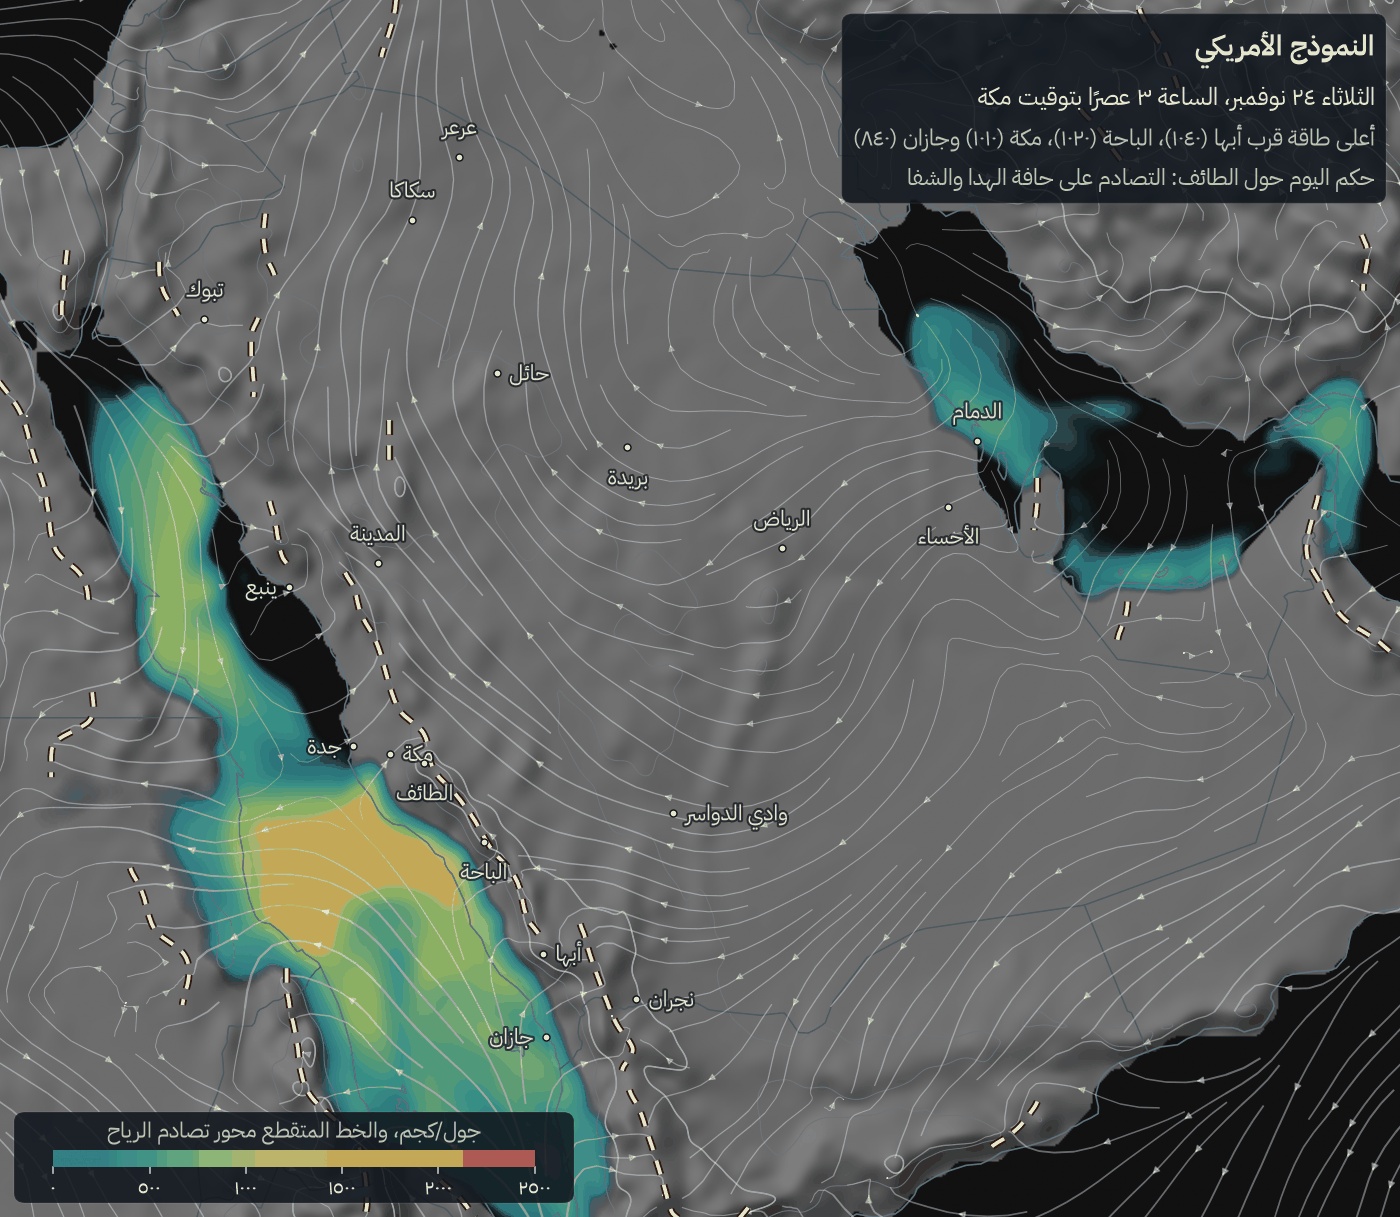 النموذج الأمريكي
الثلاثاء ٢٤ نوفمبر، الساعة ٣ عصرًا بتوقيت مكة
أعلى طاقة قرب أبها (١٠٤٠)، الباحة (١٠٢٠)، مكة (١٠١٠) وجازان (٨٤٠)
حكم اليوم حول الطائف: التصادم على حافة الهدا والشفا
عرعر
سكاكا
تبوك
حائل
الدمام
بريدة
الرياض
المدينة
الأحساء
ينبع
جدة
مكة
الطائف
وادي الدواسر
الباحة
أبها
نجران
جازان
جول/كجم، والخط المتقطع محور تصادم الرياح
٠ ٥٠٠ ١٠٠٠ ١٥٠٠ ٢٠٠٠ ٢٥٠٠